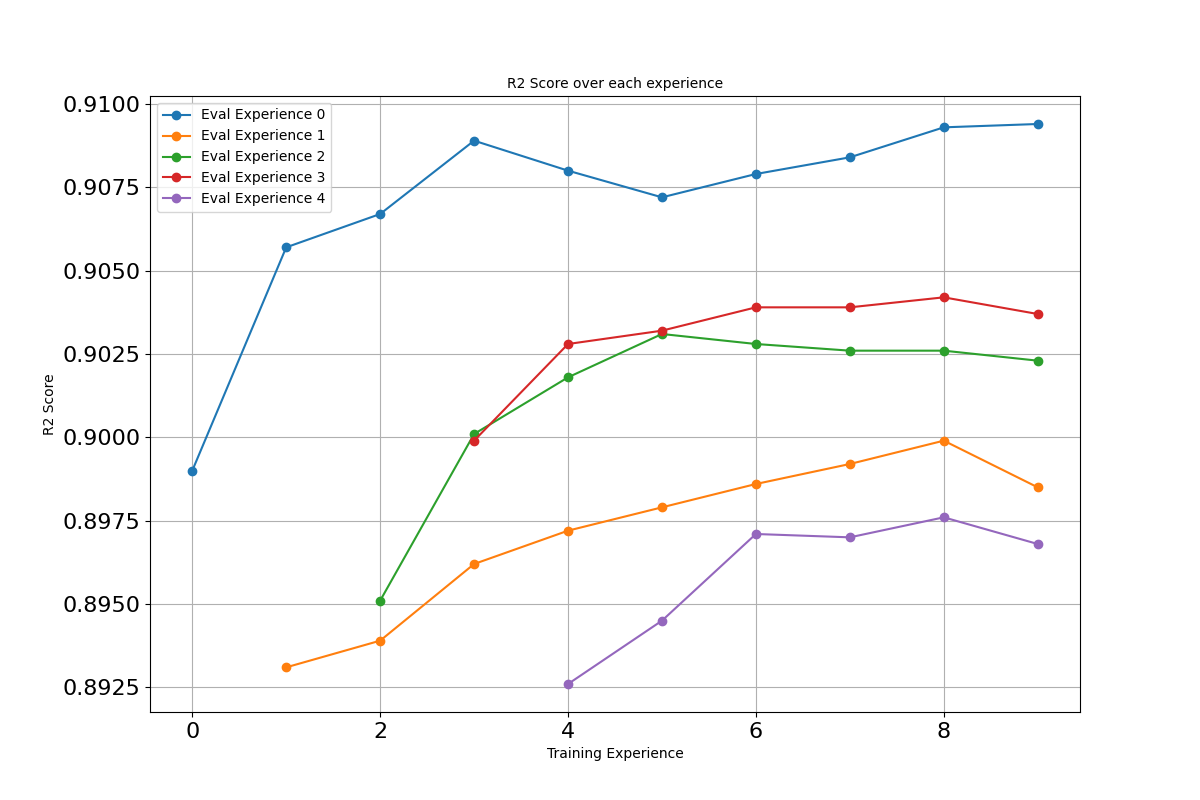 R2 Score over each experience
0.9100
0.9075
0.9050
0.9025
0.9000
0.8975
0.8950
0.8925
R2 Score
Eval Experience 0
Eval Experience 1
Eval Experience 2
Eval Experience 3
Eval Experience 4
0 2 4 6 8
Training Experience